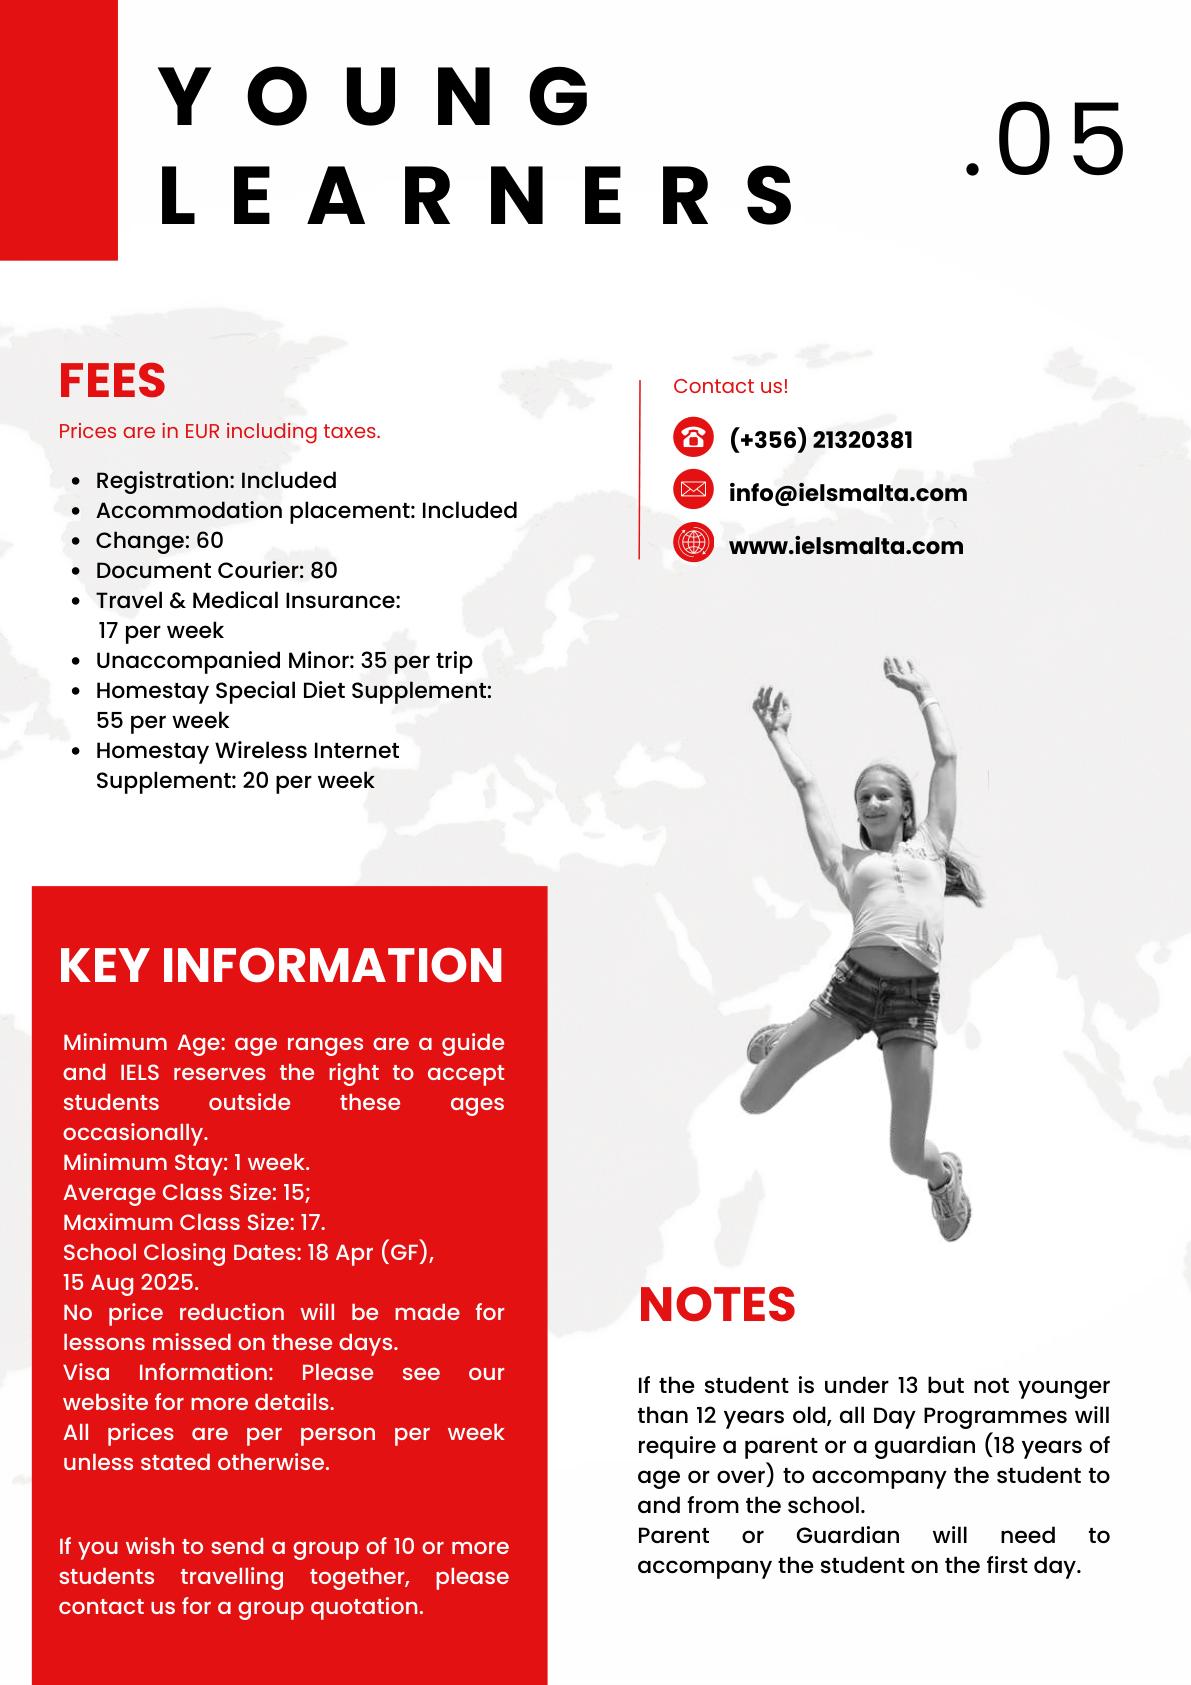 YOUNG
LEARNERS
.05
FEES
Prices are in EUR including taxes.
• Registration: Included
• Accommodation placement: Included
• Change: 60
• Document Courier: 80
• Travel & Medical Insurance:
17 per week
• Unaccompanied Minor: 35 per trip
• Homestay Special Diet Supplement:
55 per week
• Homestay Wireless Internet
Supplement: 20 per week
Contact us!
(+356) 21320381
info@ielsmalta.com
www.ielsmalta.com
KEY INFORMATION
Minimum Age: age ranges are a guide
and IELS reserves the right to accept
students outside these ages
occasionally.
Minimum Stay: 1 week.
Average Class Size: 15;
Maximum Class Size: 17.
School Closing Dates: 18 Apr (GF),
15 Aug 2025.
No price reduction will be made for
lessons missed on these days.
Visa Information: Please see our
website for more details.
All prices are per person per week
unless stated otherwise.
If you wish to send a group of 10 or more
students travelling together, please
contact us for a group quotation.
NOTES
If the student is under 13 but not younger
than 12 years old, all Day Programmes will
require a parent or a guardian (18 years of
age or over) to accompany the student to
and from the school.
Parent or Guardian will need to
accompany the student on the first day.